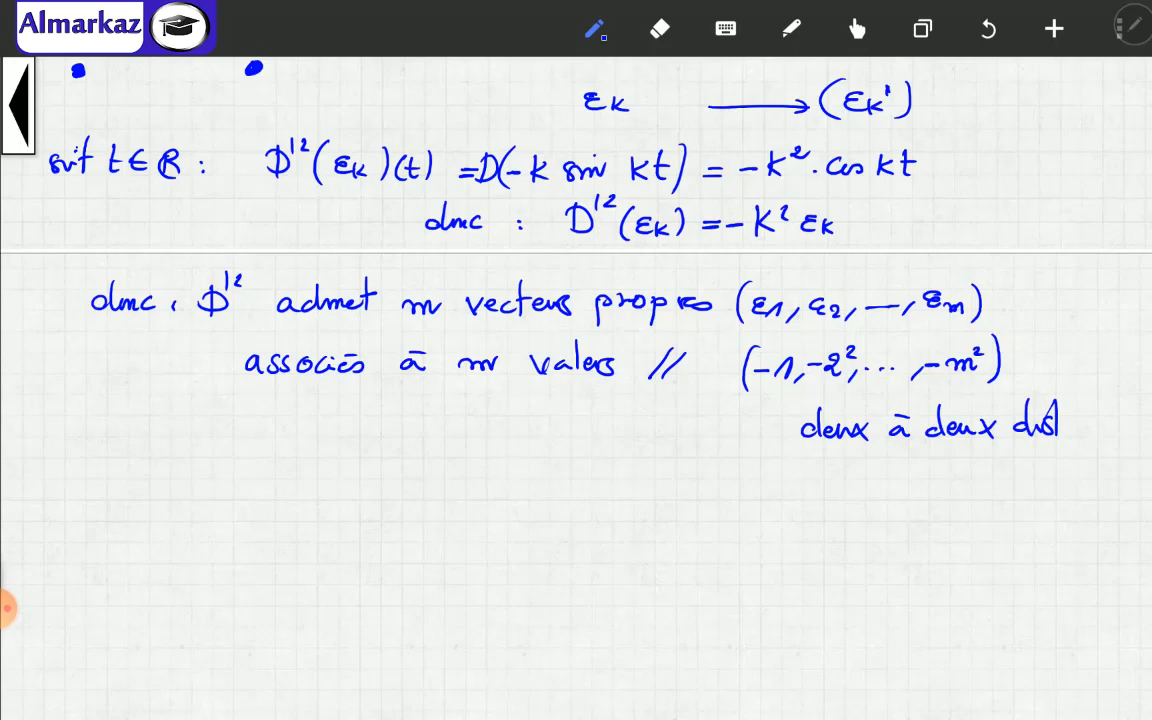 Almarkaz
εk ⟶ (εk')
soit t ∈ ℝ : D'²(εk)(t) = D(-k sin kt) = -k². cos kt
donc : D'²(εk) = -k² εk
donc : D'² admet n vecteurs propres (ε1, ε2, —, εn)
associés à n valeurs // (-1, -2², ..., -n²)
deux à deux dis